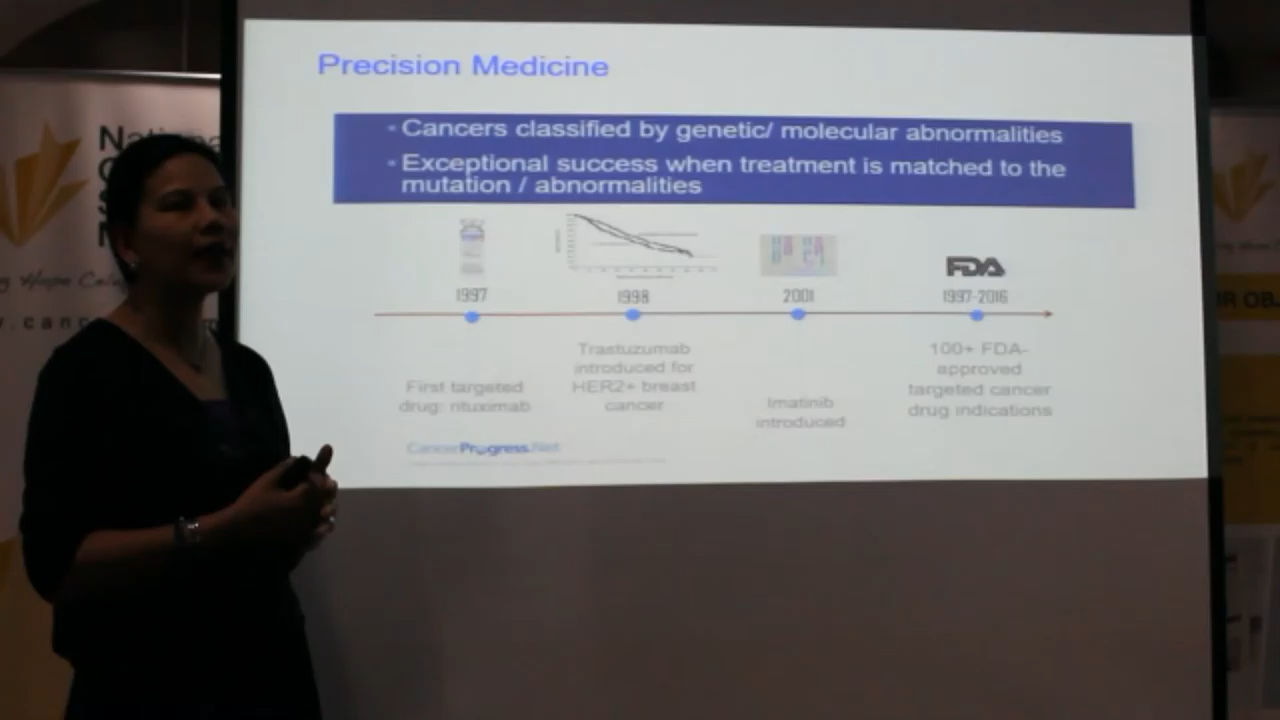 Precision Medicine
Cancers classified by genetic/ molecular abnormalities
Exceptional success when treatment is matched to the
mutation / abnormalities
1997
1998
2001
FDA
1997-2016
First targeted
drug: rituximab
Trastuzumab
introduced for
HER2+ breast
cancer
Imatinib
introduced
100+ FDA-
approved
targeted cancer
drug indications
CancerProgress.Net